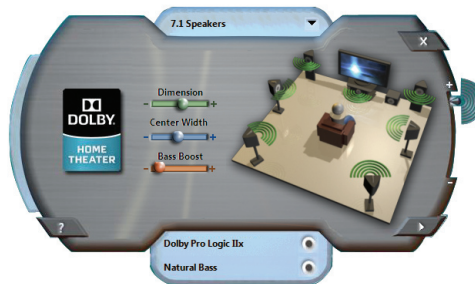 7.1 Speakers
X
Dimension
- +
Center Width
- +
Bass Boost
- +
DOLBY.
HOME
THEATER
+
-
?
Dolby Pro Logic IIx
Natural Bass